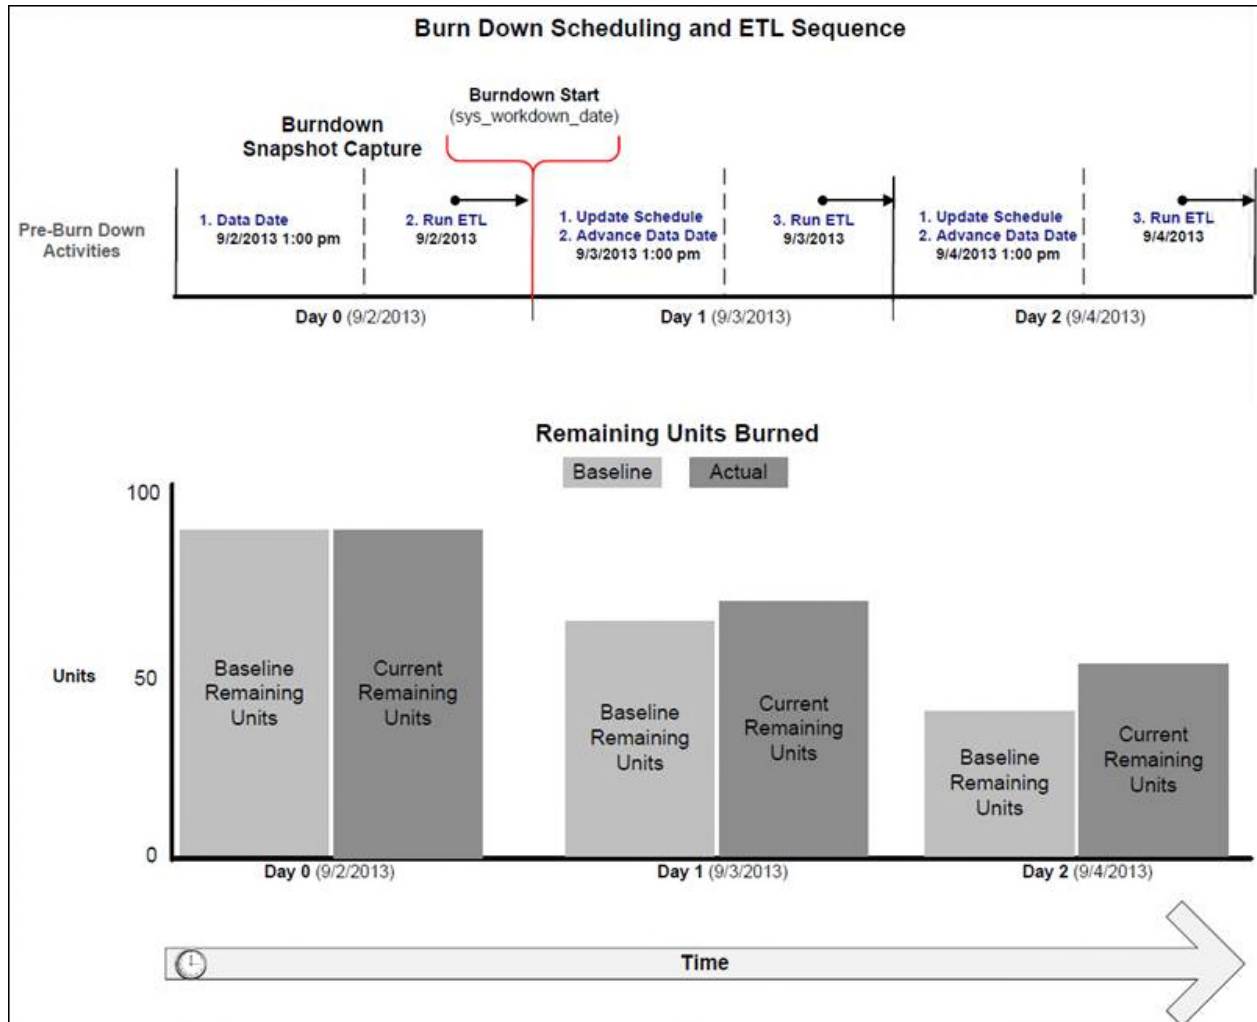 Burn Down Scheduling and ETL Sequence
Burndown Start
(sys_workdown_date)
Burndown
Snapshot Capture
Pre-Burn Down
Activities
1. Data Date
9/2/2013 1:00 pm
2. Run ETL
9/2/2013
1. Update Schedule
2. Advance Data Date
9/3/2013 1:00 pm
3. Run ETL
9/3/2013
1. Update Schedule
2. Advance Data Date
9/4/2013 1:00 pm
3. Run ETL
9/4/2013
Day 0 (9/2/2013)
Day 1 (9/3/2013)
Day 2 (9/4/2013)
Remaining Units Burned
Baseline
Actual
100
Units
50
0
Baseline
Remaining
Units
Current
Remaining
Units
Baseline
Remaining
Units
Current
Remaining
Units
Baseline
Remaining
Units
Current
Remaining
Units
Day 0 (9/2/2013)
Day 1 (9/3/2013)
Day 2 (9/4/2013)
Time